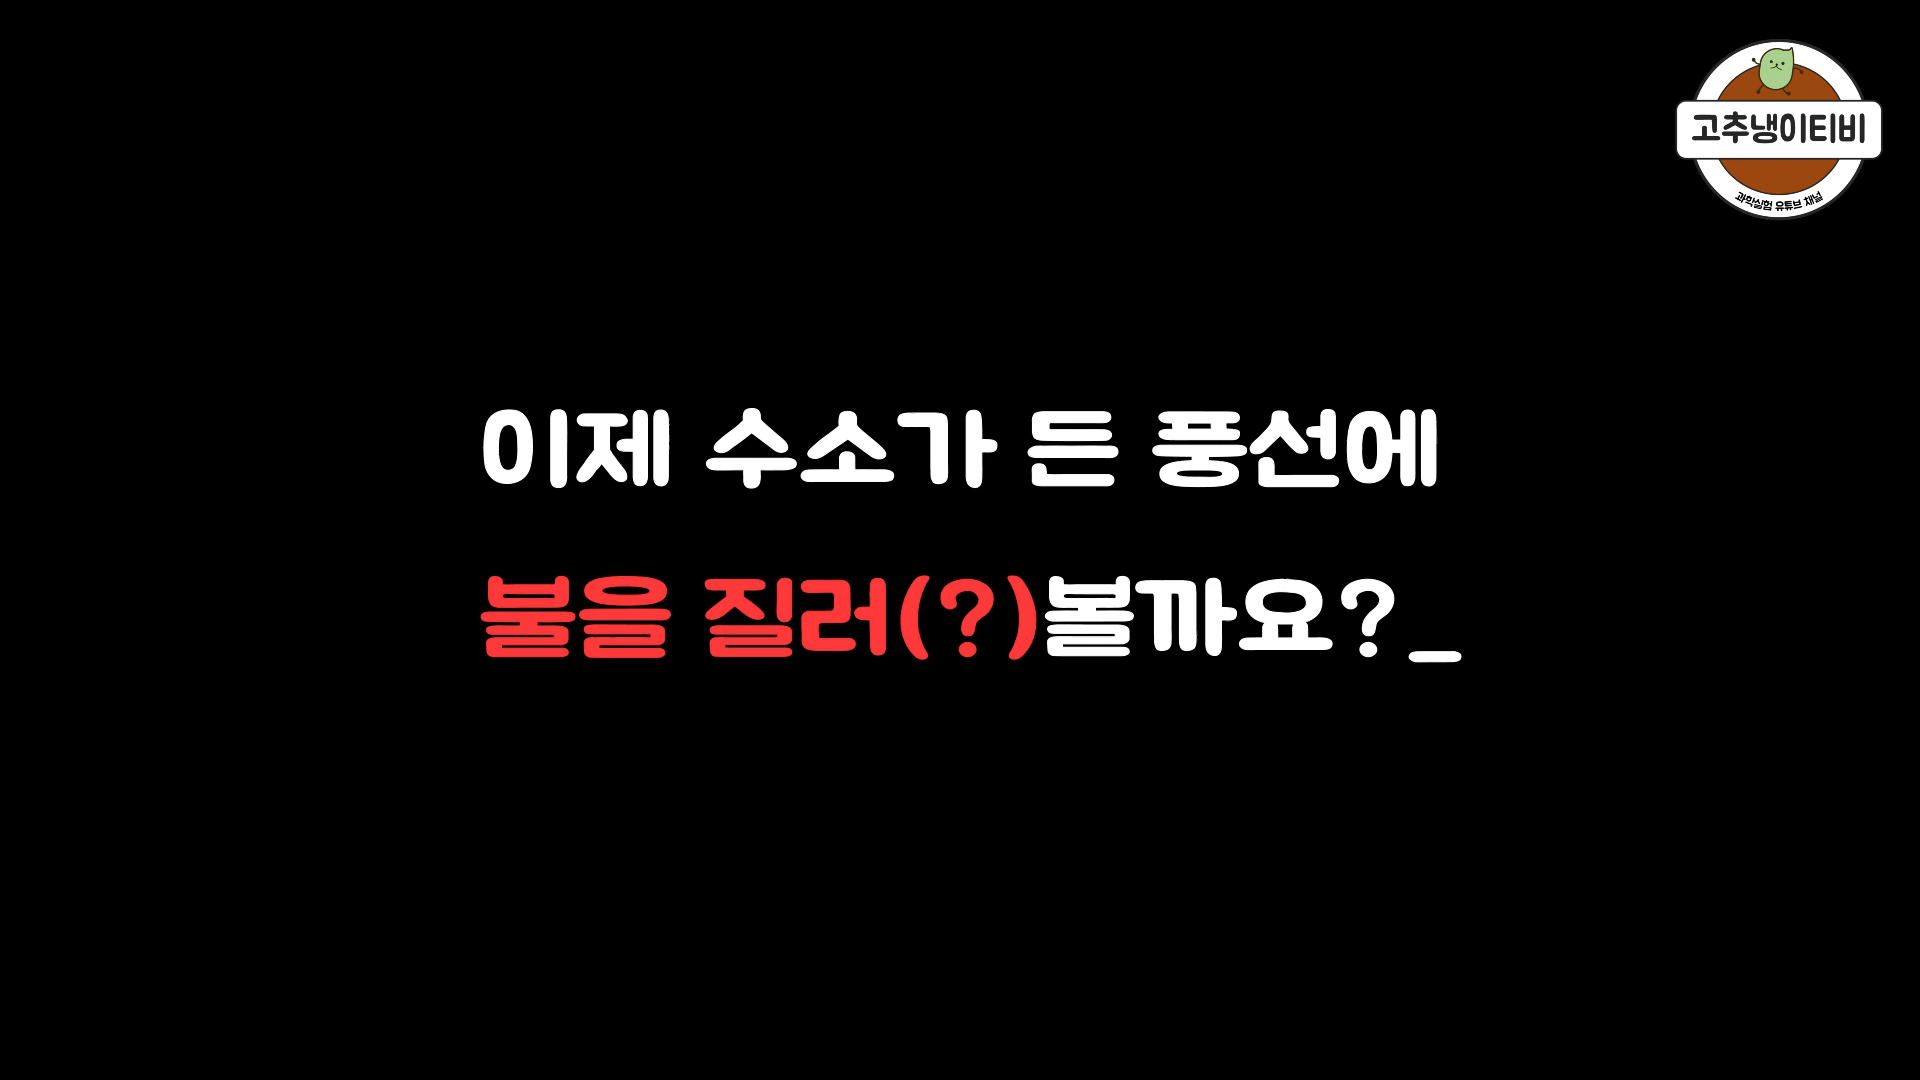 고추냉이티비
과학실험 유튜브 채널
이제 수소가 든 풍선에
불을 질러(?)볼까요?_